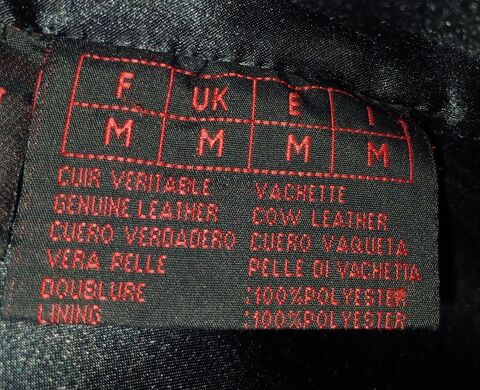 F UK E I
M M M M
CUIR VERITABLE VACHETTE
GENUINE LEATHER COW LEATHER
CUERO VERDADERO CUERO VAQUETA
VERA PELLE PELLE DI VACHETTA
DOUBLURE :100%POLYESTER
LINING :100%POLYESTER